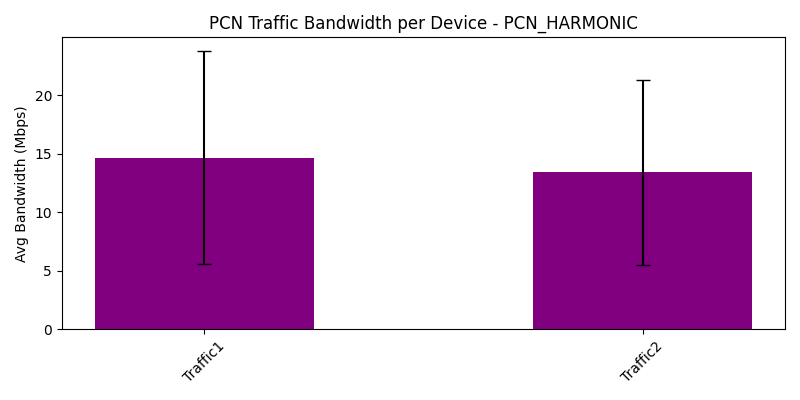 PCN Traffic Bandwidth per Device - PCN_HARMONIC
Avg Bandwidth (Mbps)
20
15
10
5
0
Traffic1
Traffic2